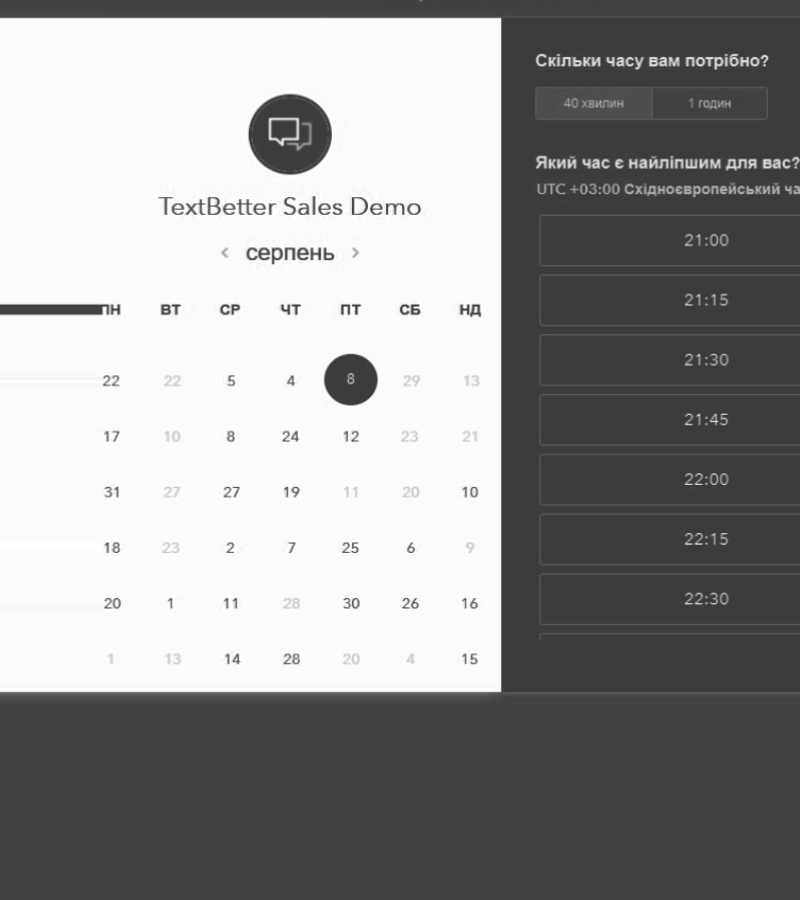 TextBetter Sales Demo
< серпень >
ПН ВТ СР ЧТ ПТ СБ НД
22 22 5 4 8 29 13
17 10 8 24 12 23 21
31 27 27 19 11 20 10
18 23 2 7 25 6 9
20 1 11 28 30 26 16
1 13 14 28 20 4 15
Скільки часу вам потрібно?
40 хвилин 1 годин
Який час є найліпшим для вас?
UTC +03:00 Східноєвропейський
21:00
21:15
21:30
21:45
22:00
22:15
22:30